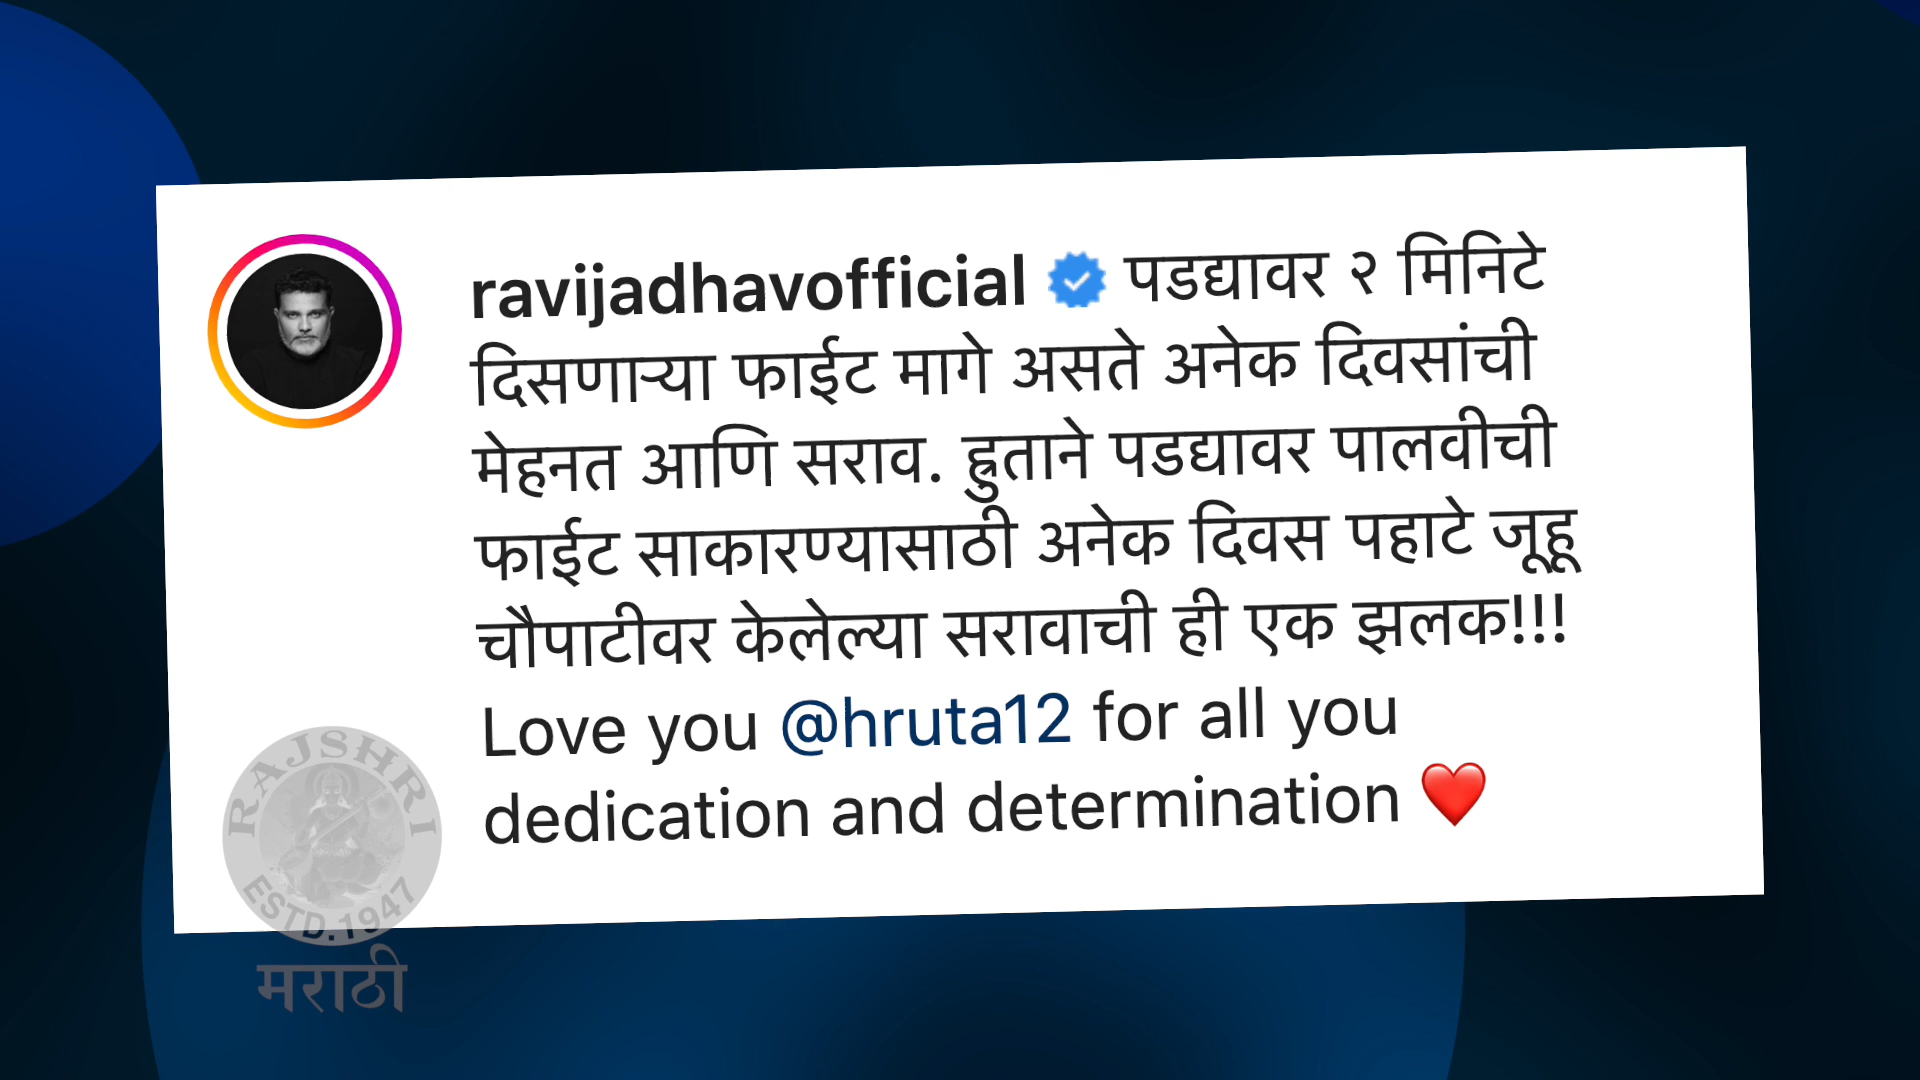 ravijadhavofficial पडद्यावर २ मिनिटे
दिसणाऱ्या फाईट मागे असते अनेक दिवसांची
मेहनत आणि सराव. ह्रुताने पडद्यावर पालवीची
फाईट साकारण्यासाठी अनेक दिवस पहाटे जूहू
चौपाटीवर केलेल्या सरावाची ही एक झलक!!!
Love you @hruta12 for all you
dedication and determination ❤️
RAJSHRI
ESTD.1947
मराठी